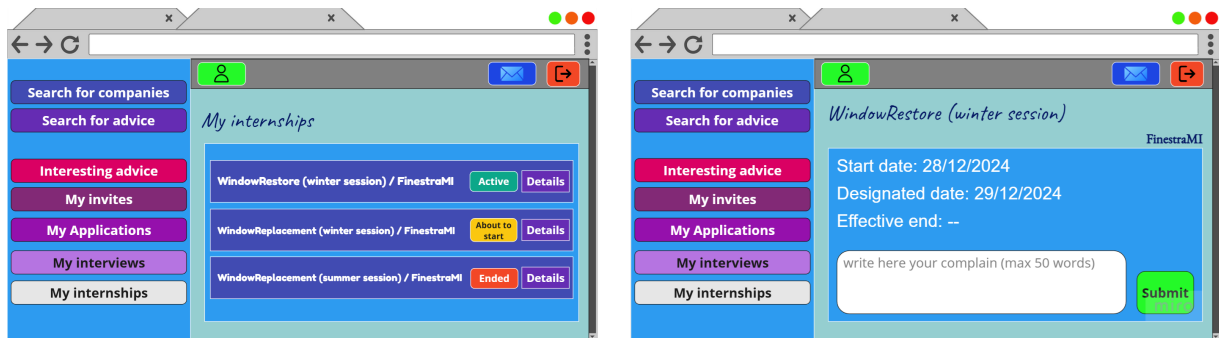 x
x
Search for companies
Search for advice
Interesting advice
My invites
My Applications
My interviews
My internships
My internships
WindowRestore (winter session) / FinestraMI
Active
Details
WindowReplacement (winter session) / FinestraMI
About to
start
Details
WindowReplacement (summer session) / FinestraMI
Ended
Details
x
x
Search for companies
Search for advice
Interesting advice
My invites
My Applications
My interviews
My internships
WindowRestore (winter session)
FinestraMI
Start date: 28/12/2024
Designated date: 29/12/2024
Effective end: --
write here your complain (max 50 words)
Submit
miro